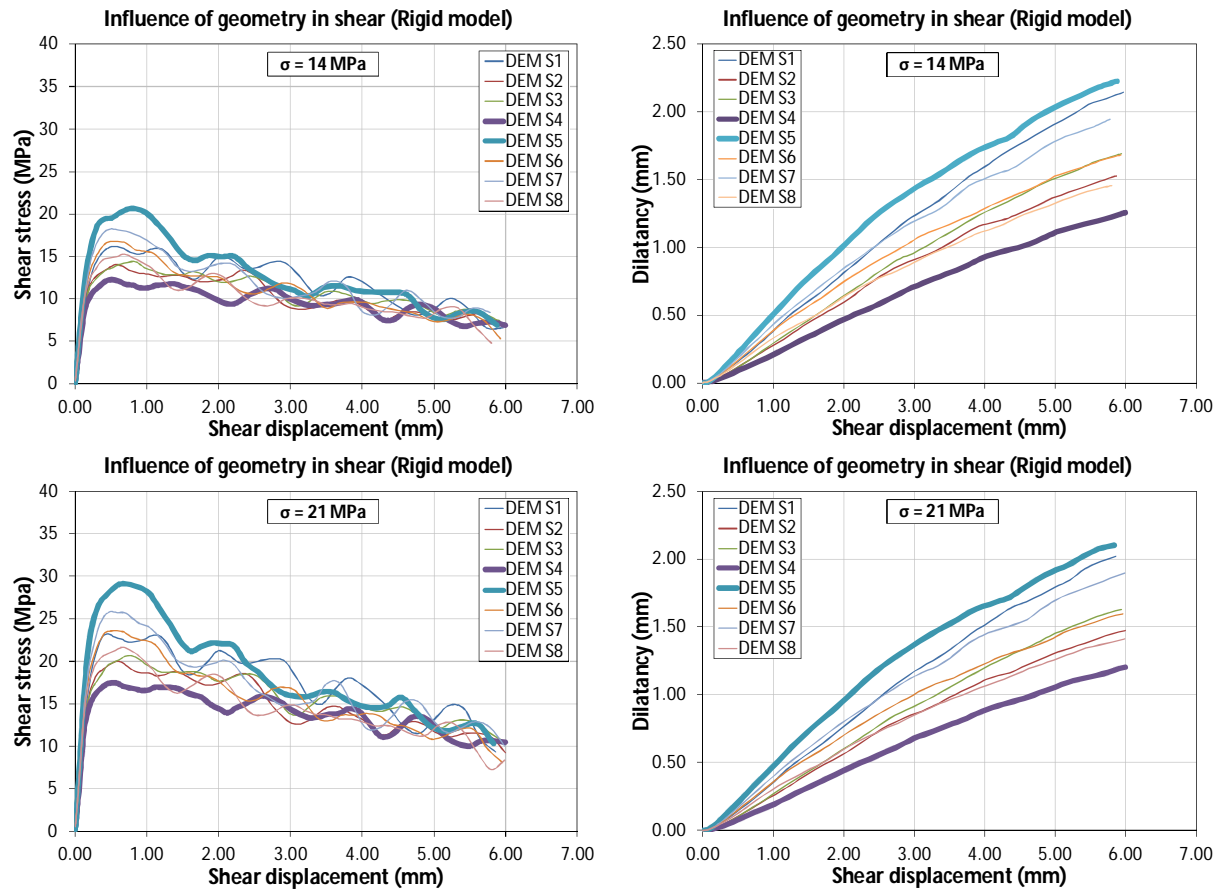 Influence of geometry in shear (Rigid model)
σ = 14 MPa
Shear stress (MPa)
40
35
30
25
20
15
10
5
0
0.00 1.00 2.00 3.00 4.00 5.00 6.00 7.00
Shear displacement (mm)
DEM S1
DEM S2
DEM S3
DEM S4
DEM S5
DEM S6
DEM S7
DEM S8
Influence of geometry in shear (Rigid model)
σ = 14 MPa
Dilatancy (mm)
2.50
2.00
1.50
1.00
0.50
0.00
0.00 1.00 2.00 3.00 4.00 5.00 6.00 7.00
Shear displacement (mm)
DEM S1
DEM S2
DEM S3
DEM S4
DEM S5
DEM S6
DEM S7
DEM S8
Influence of geometry in shear (Rigid model)
σ = 21 MPa
Shear stress (Mpa)
40
35
30
25
20
15
10
5
0
0.00 1.00 2.00 3.00 4.00 5.00 6.00 7.00
Shear displacement (mm)
DEM S1
DEM S2
DEM S3
DEM S4
DEM S5
DEM S6
DEM S7
DEM S8
Influence of geometry in shear (Rigid model)
σ = 21 MPa
Dilatancy (mm)
2.50
2.00
1.50
1.00
0.50
0.00
0.00 1.00 2.00 3.00 4.00 5.00 6.00 7.00
Shear displacement (mm)
DEM S1
DEM S2
DEM S3
DEM S4
DEM S5
DEM S6
DEM S7
DEM S8